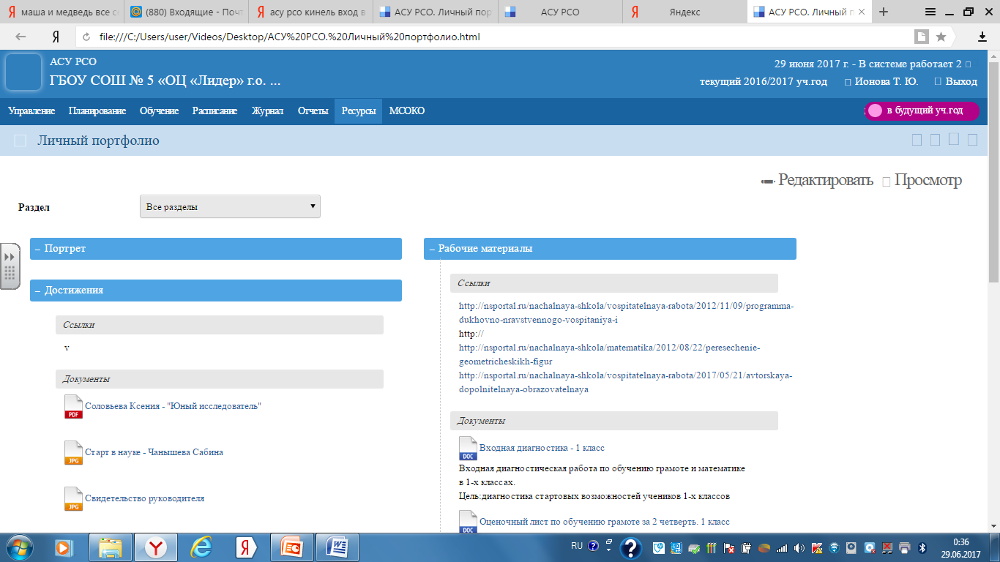 маша и медведь все се
(880) Входящие - Почт
асу рсо кинель вход в
АСУ РСО. Личный пор
АСУ РСО
Яндекс
АСУ РСО. Личный п
file:///C:/Users/user/Videos/Desktop/АСУ%20РСО.%20Личный%20портфолио.html
АСУ РСО
ГБОУ СОШ № 5 «ОЦ «Лидер» г.о. ...
29 июня 2017 г. - В системе работает 2
текущий 2016/2017 уч.год Ионова Т. Ю. Выход
Управление Планирование Обучение Расписание Журнал Отчеты Ресурсы МСОКО
в будущий уч.год
Личный портфолио
Редактировать Просмотр
Раздел Все разделы
– Портрет
– Достижения
Ссылки
v
Документы
Соловьева Ксения - "Юный исследователь"
Старт в науке - Чанышева Сабина
Свидетельство руководителя
– Рабочие материалы
Ссылки
http://nsportal.ru/nachalnaya-shkola/vospitatelnaya-rabota/2012/11/09/programma-
dukhovno-nravstvennogo-vospitaniya-i
http://
http://nsportal.ru/nachalnaya-shkola/matematika/2012/08/22/peresechenie-
geometricheskikh-figur
http://nsportal.ru/nachalnaya-shkola/vospitatelnaya-rabota/2017/05/21/avtorskaya-
dopolnitelnaya-obrazovatelnaya
Документы
Входная диагностика - 1 класс
Входная диагностическая работа по обучению грамоте и математике
в 1-х классах.
Цель:диагностика стартовых возможностей учеников 1-х классов
Оценочный лист по обучению грамоте за 2 четверть. 1 класс
RU
0:36
29.06.2017